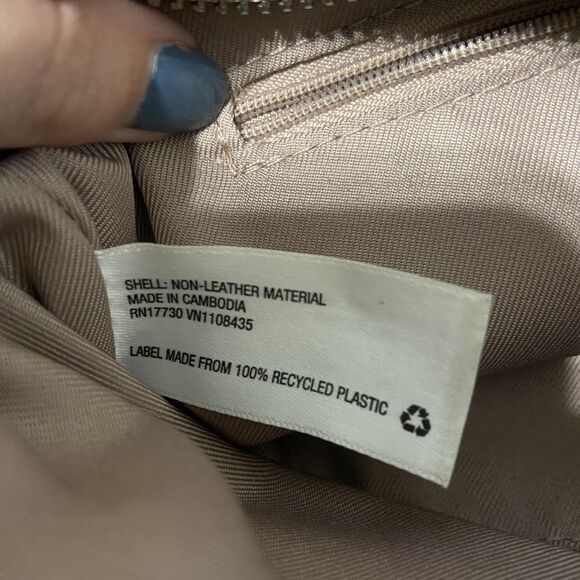 SHELL: NON-LEATHER MATERIAL
MADE IN CAMBODIA
RN17730 VN1108435
LABEL MADE FROM 100% RECYCLED PLASTIC